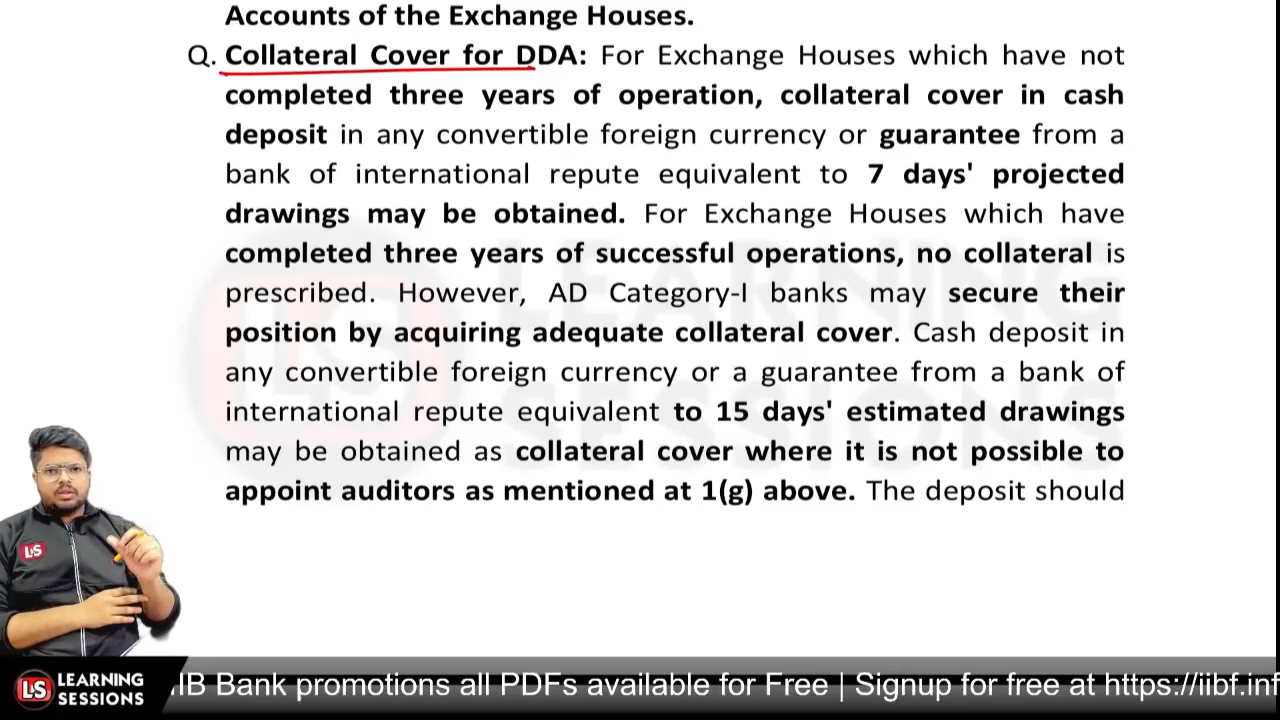 Accounts of the Exchange Houses.
Q. Collateral Cover for DDA: For Exchange Houses which have not
completed three years of operation, collateral cover in cash
deposit in any convertible foreign currency or guarantee from a
bank of international repute equivalent to 7 days' projected
drawings may be obtained. For Exchange Houses which have
completed three years of successful operations, no collateral is
prescribed. However, AD Category-I banks may secure their
position by acquiring adequate collateral cover. Cash deposit in
any convertible foreign currency or a guarantee from a bank of
international repute equivalent to 15 days' estimated drawings
may be obtained as collateral cover where it is not possible to
appoint auditors as mentioned at 1(g) above. The deposit should
LS LEARNING SESSIONS
LS
LS LEARNING
SESSIONS
IIB Bank promotions all PDFs available for Free | Signup for free at https://iibf.inf